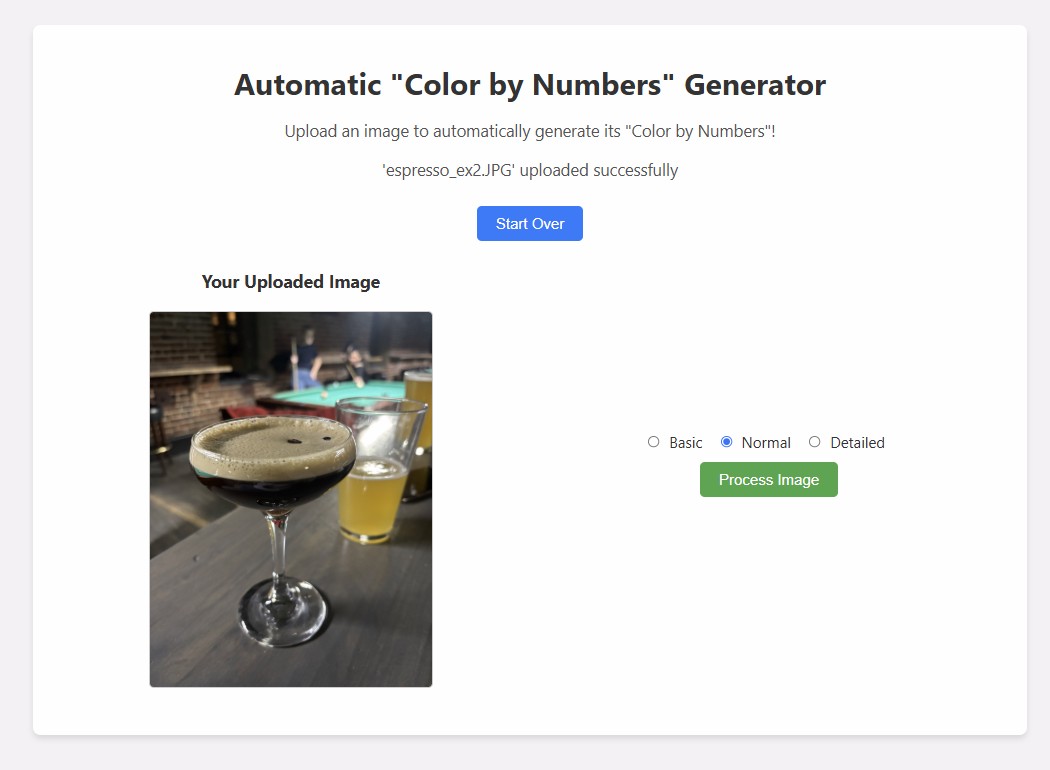 Automatic "Color by Numbers" Generator
Upload an image to automatically generate its "Color by Numbers"!
'espresso_ex2.JPG' uploaded successfully
Start Over
Your Uploaded Image
Basic Normal Detailed
Process Image